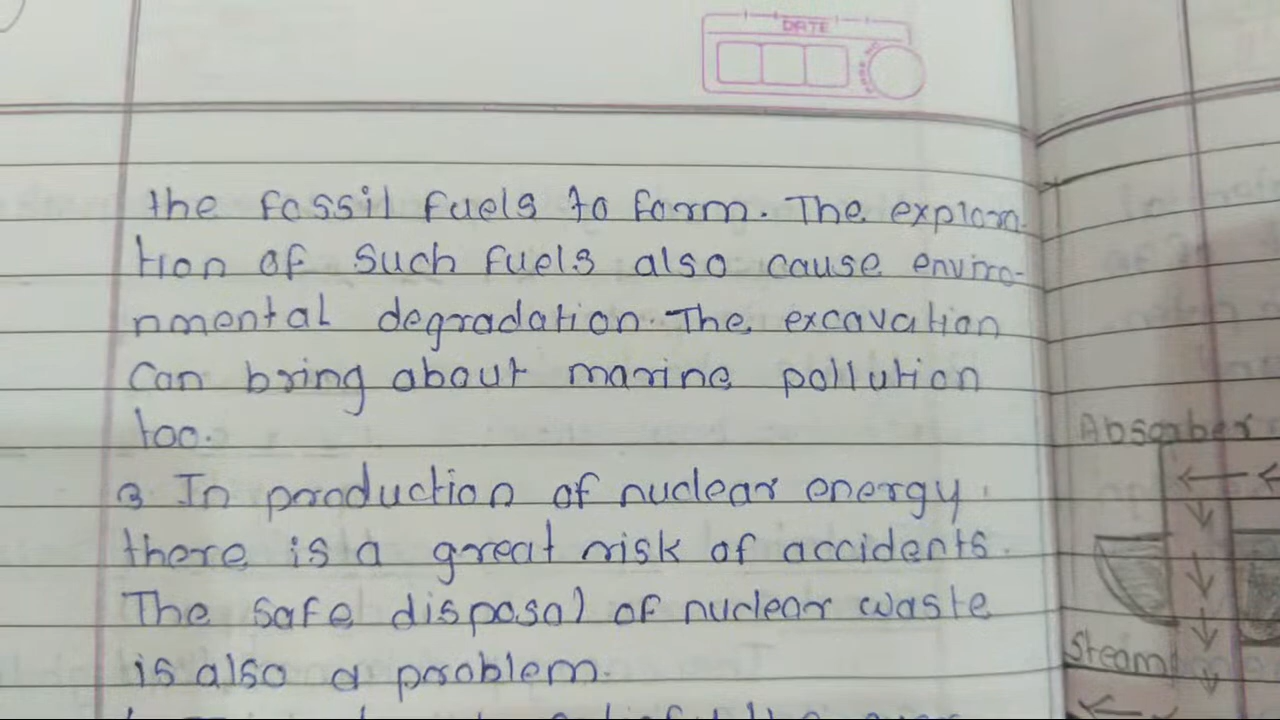 DATE
the fossil fuels to form. The explora
tion of such fuels also cause enviro-
nmental degradation. The excavation
Can bring about marine pollution
too.
3 In production of nuclear energy.
there is a great risk of accidents.
The safe disposal of nuclear waste
is also a problem.
Absorber
Steam